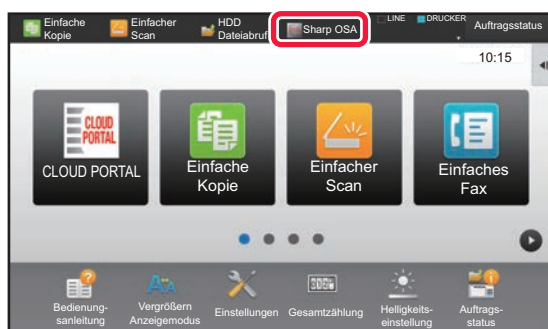 Einfache
Kopie
Einfacher
Scan
HDD
Dateiabruf
Sharp OSA
LINE
DRUCKER
Auftragsstatus
10:15
CLOUD
PORTAL
CLOUD PORTAL
Einfache
Kopie
Einfacher
Scan
Einfaches
Fax
Bedienung-
sanleitung
Vergrößern
Anzeigemodus
Einstellungen
Gesamtzählung
Helligkeits-
einstellung
Auftrags-
status